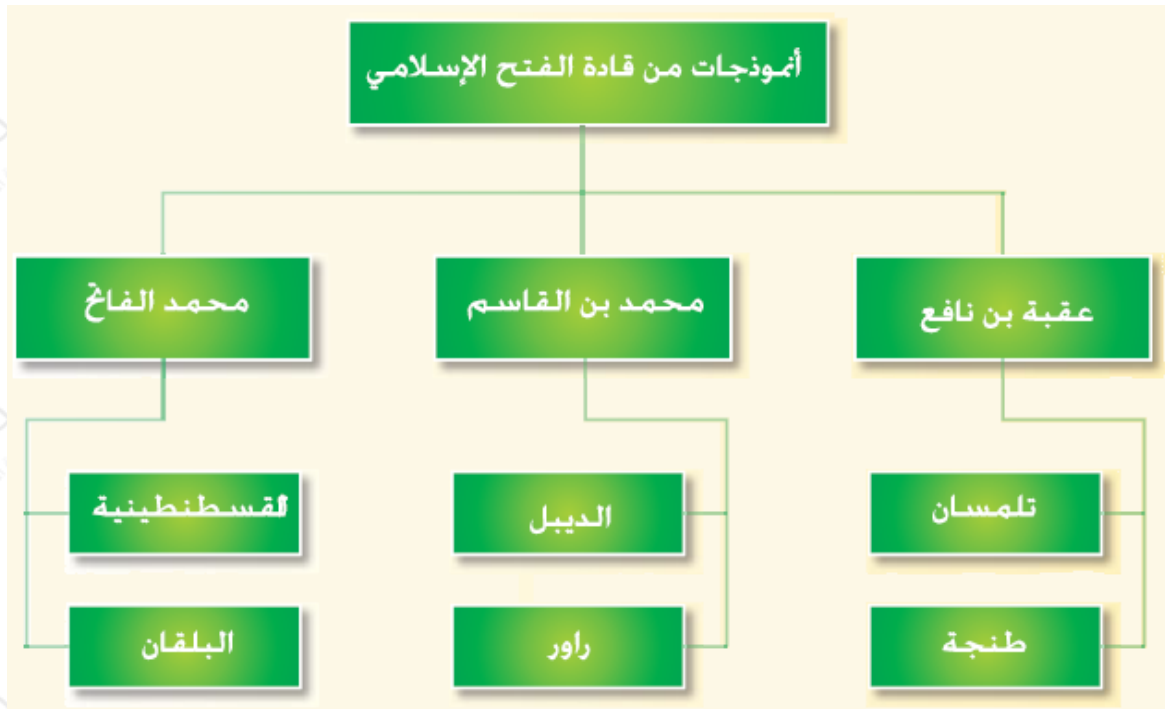 أنموذجات من قادة الفتح الإسلامي
عقبة بن نافع
محمد بن القاسم
محمد الفاتح
تلمسان
الديبل
القسطنطينية
طنجة
راور
البلقان